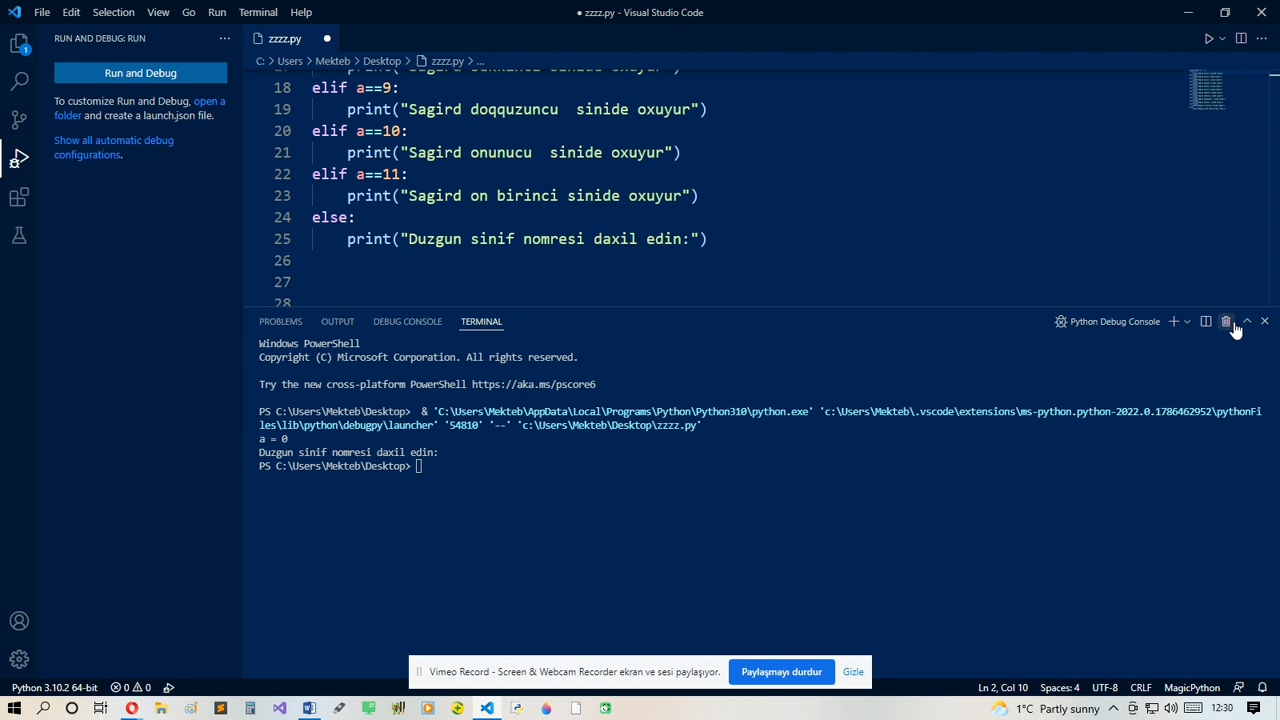 File Edit Selection View Go Run Terminal Help
● zzzz.py - Visual Studio Code
RUN AND DEBUG: RUN
zzzz.py
C: > Users > Mekteb > Desktop > zzzz.py > ...
1
Run and Debug
To customize Run and Debug, open a
folder and create a launch.json file.
Show all automatic debug
configurations.
18 elif a==9:
19 print("Sagird doqquzuncu  sinide oxuyur")
20 elif a==10:
21 print("Sagird onunucu  sinide oxuyur")
22 elif a==11:
23 print("Sagird on birinci sinide oxuyur")
24 else:
25 print("Duzgun sinif nomresi daxil edin:")
26
27
28
PROBLEMS OUTPUT DEBUG CONSOLE TERMINAL
Python Debug Console
Windows PowerShell
Copyright (C) Microsoft Corporation. All rights reserved.
Try the new cross-platform PowerShell https://aka.ms/pscore6
PS C:\Users\Mekteb\Desktop>  & 'C:\Users\Mekteb\AppData\Local\Programs\Python\Python310\python.exe' 'c:\Users\Mekteb\.vscode\extensions\ms-python.python-2022.0.1786462952\pythonFi
les\lib\python\debugpy\launcher' '54810' '--' 'c:\Users\Mekteb\Desktop\zzzz.py'
a = 0
Duzgun sinif nomresi daxil edin:
PS C:\Users\Mekteb\Desktop>
Vimeo Record - Screen & Webcam Recorder ekran ve sesi paylaşıyor.
Paylaşmayı durdur
Gizle
Python 3.10.2 64-bit 0 0
Ln 2, Col 10 Spaces: 4 UTF-8 CRLF MagicPython
1°C Partly sunny 12:30